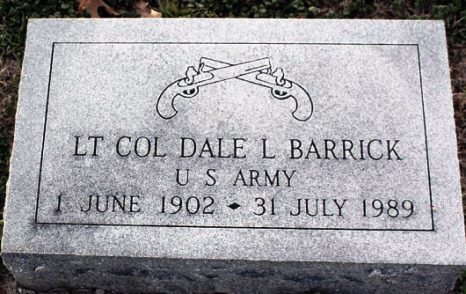 LT COL DALE L BARRICK
U S ARMY
1 JUNE 1902 ♦ 31 JULY 1989